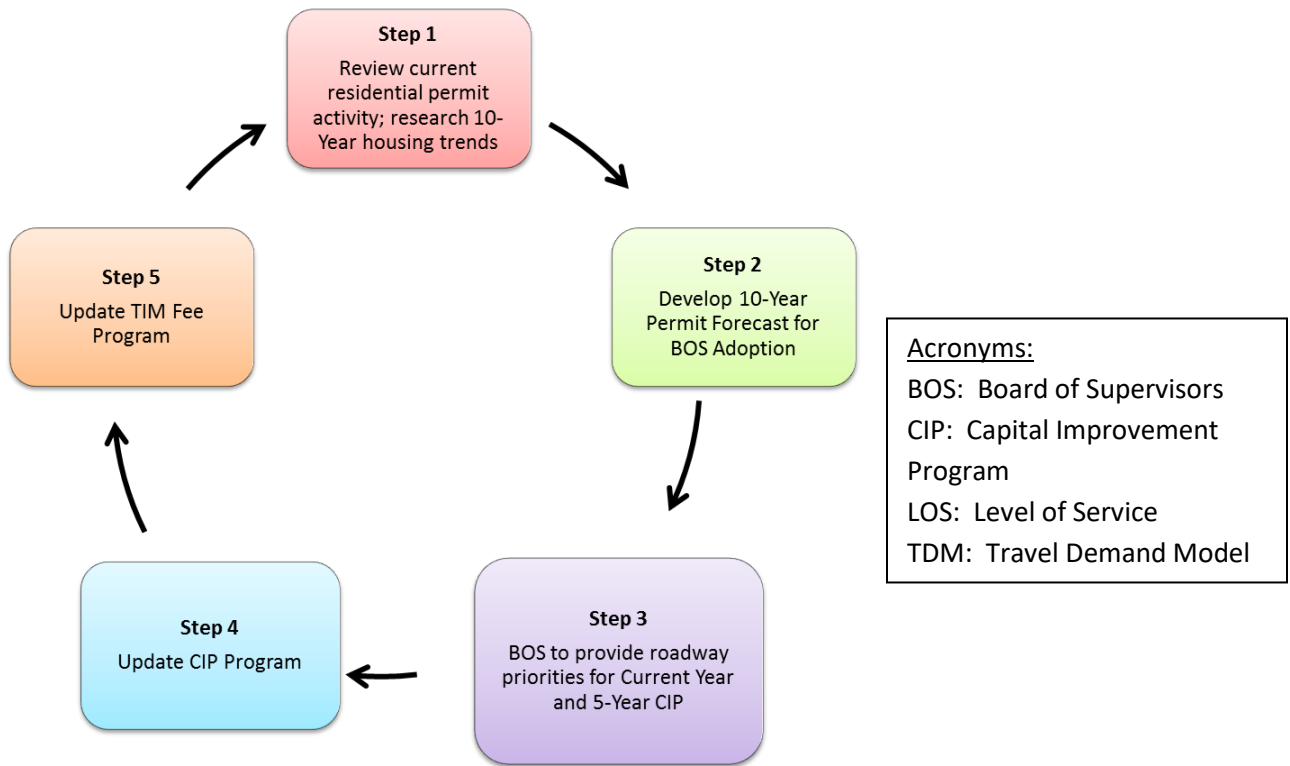 Step 1
Review current
residential permit
activity; research 10-
Year housing trends
Step 2
Develop 10-Year
Permit Forecast for
BOS Adoption
Step 3
BOS to provide roadway
priorities for Current Year
and 5-Year CIP
Step 4
Update CIP Program
Step 5
Update TIM Fee
Program
Acronyms:
BOS: Board of Supervisors
CIP: Capital Improvement
Program
LOS: Level of Service
TDM: Travel Demand Model